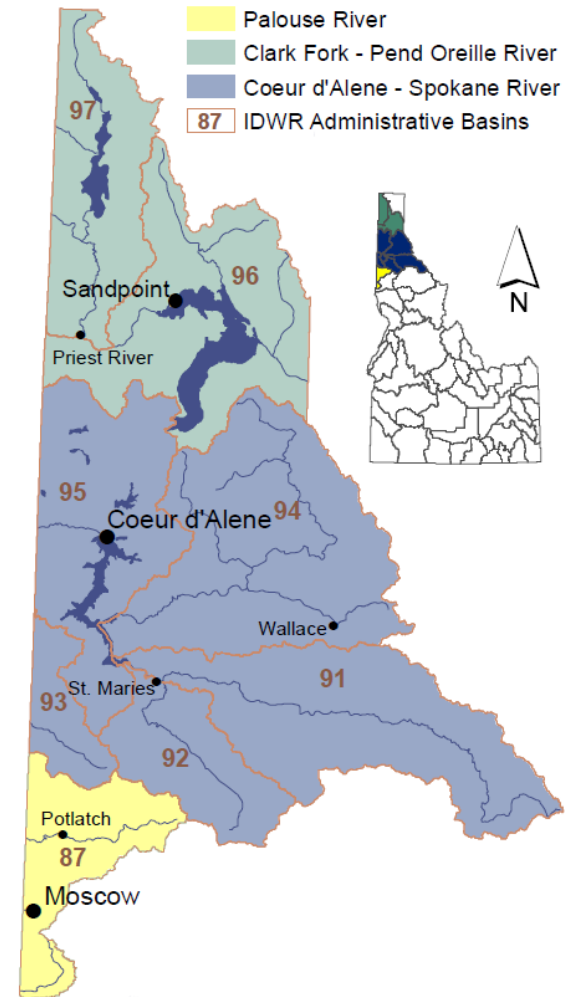 Palouse River
Clark Fork - Pend Oreille River
Coeur d'Alene - Spokane River
87 IDWR Administrative Basins
97
96
Sandpoint
Priest River
N
95
94
Coeur d'Alene
Wallace
91
St. Maries
93
92
Potlatch
87
Moscow